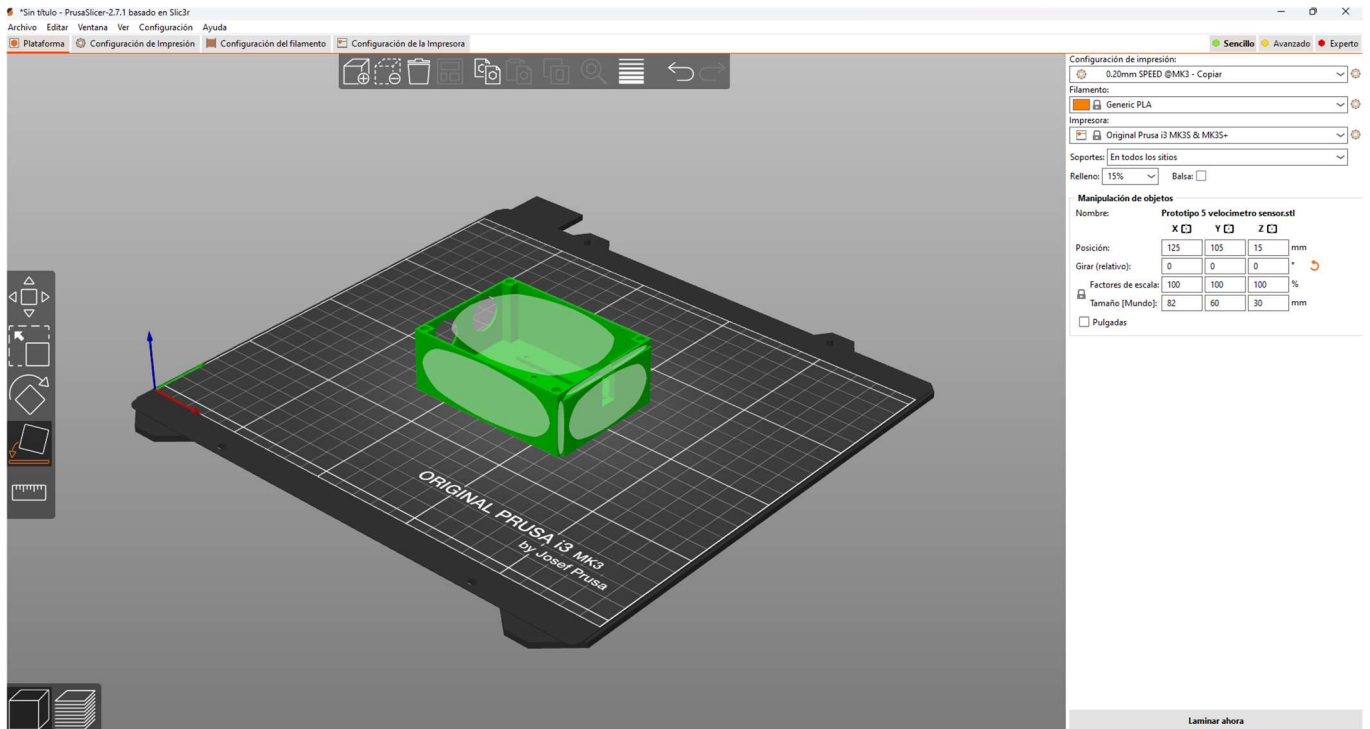 *Sin título - PrusaSlicer-2.7.1 basado en Slic3r
Archivo Editar Ventana Ver Configuración Ayuda
Plataforma Configuración de Impresión Configuración del filamento Configuración de la Impresora Sencillo Avanzado Experto
Configuración de impresión:
0.20mm SPEED @MK3 - Copiar
Filamento:
Generic PLA
Impresora:
Original Prusa i3 MK3S & MK3S+
Soportes: En todos los sitios
Relleno: 15% Balsa:
Manipulación de objetos
Nombre: Prototipo 5 velocimetro sensor.stl
X Y Z
Posición: 125 105 15 mm
Girar (relativo): 0 0 0 °
Factores de escala: 100 100 100 %
Tamaño [Mundo]: 82 60 30 mm
Pulgadas
ORIGINAL PRUSA i3 MK3
by Josef Prusa
Laminar ahora